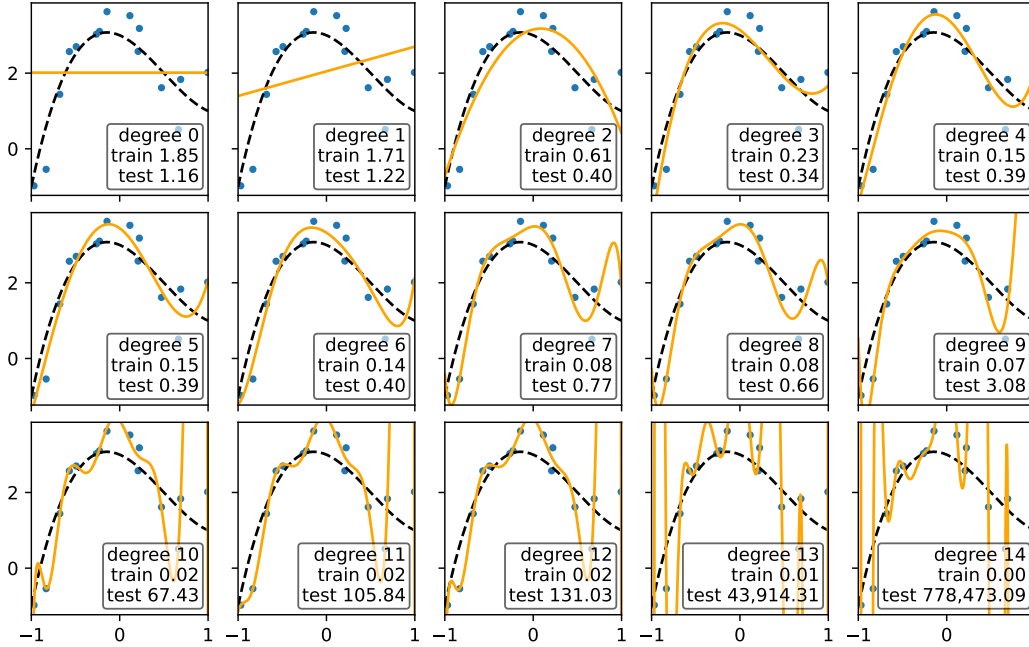 2
0
degree 0
train 1.85
test 1.16
degree 1
train 1.71
test 1.22
degree 2
train 0.61
test 0.40
degree 3
train 0.23
test 0.34
degree 4
train 0.15
test 0.39
2
0
degree 5
train 0.15
test 0.39
degree 6
train 0.14
test 0.40
degree 7
train 0.08
test 0.77
degree 8
train 0.08
test 0.66
degree 9
train 0.07
test 3.08
2
0
degree 10
train 0.02
test 67.43
degree 11
train 0.02
test 105.84
degree 12
train 0.02
test 131.03
degree 13
train 0.01
test 43,914.31
degree 14
train 0.00
test 778,473.09
−1 0 1
−1 0 1
−1 0 1
−1 0 1
−1 0 1